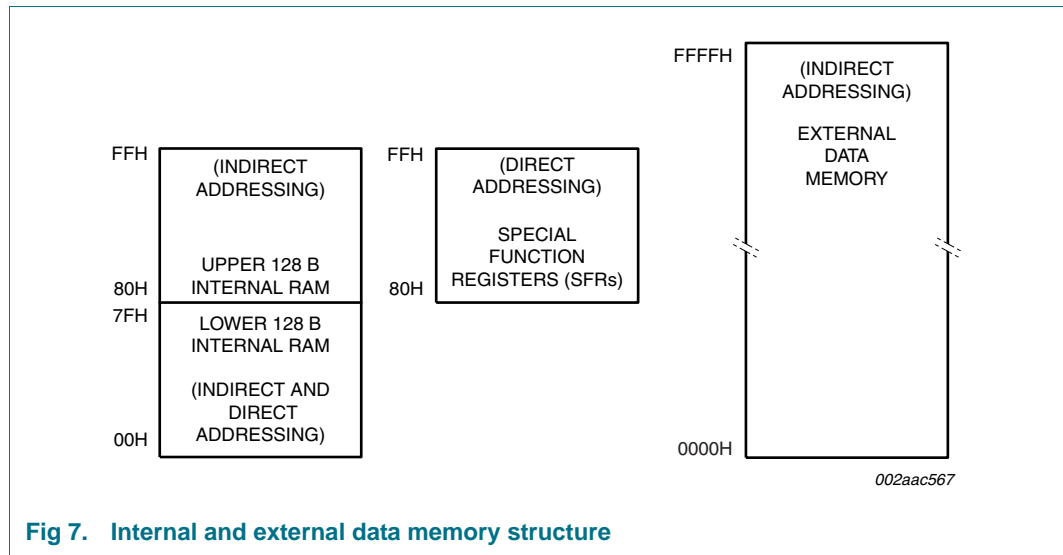 FFH
(INDIRECT
ADDRESSING)
UPPER 128 B
80H
INTERNAL RAM
7FH
LOWER 128 B
INTERNAL RAM
(INDIRECT AND
DIRECT
ADDRESSING)
00H
FFH
(DIRECT
ADDRESSING)
SPECIAL
FUNCTION
REGISTERS (SFRs)
80H
FFFFH
(INDIRECT
ADDRESSING)
EXTERNAL
DATA
MEMORY
0000H
002aac567
Fig 7. Internal and external data memory structure